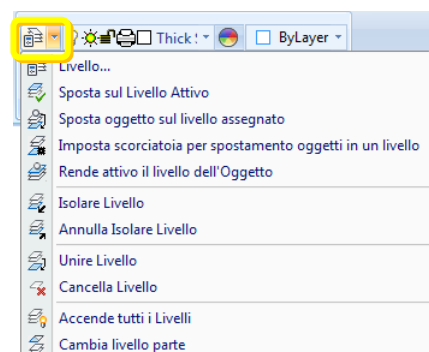 Thick ByLayer
Livello...
Sposta sul Livello Attivo
Sposta oggetto sul livello assegnato
Imposta scorciatoia per spostamento oggetti in un livello
Rende attivo il livello dell'Oggetto
Isolare Livello
Annulla Isolare Livello
Unire Livello
Cancella Livello
Accende tutti i Livelli
Cambia livello parte